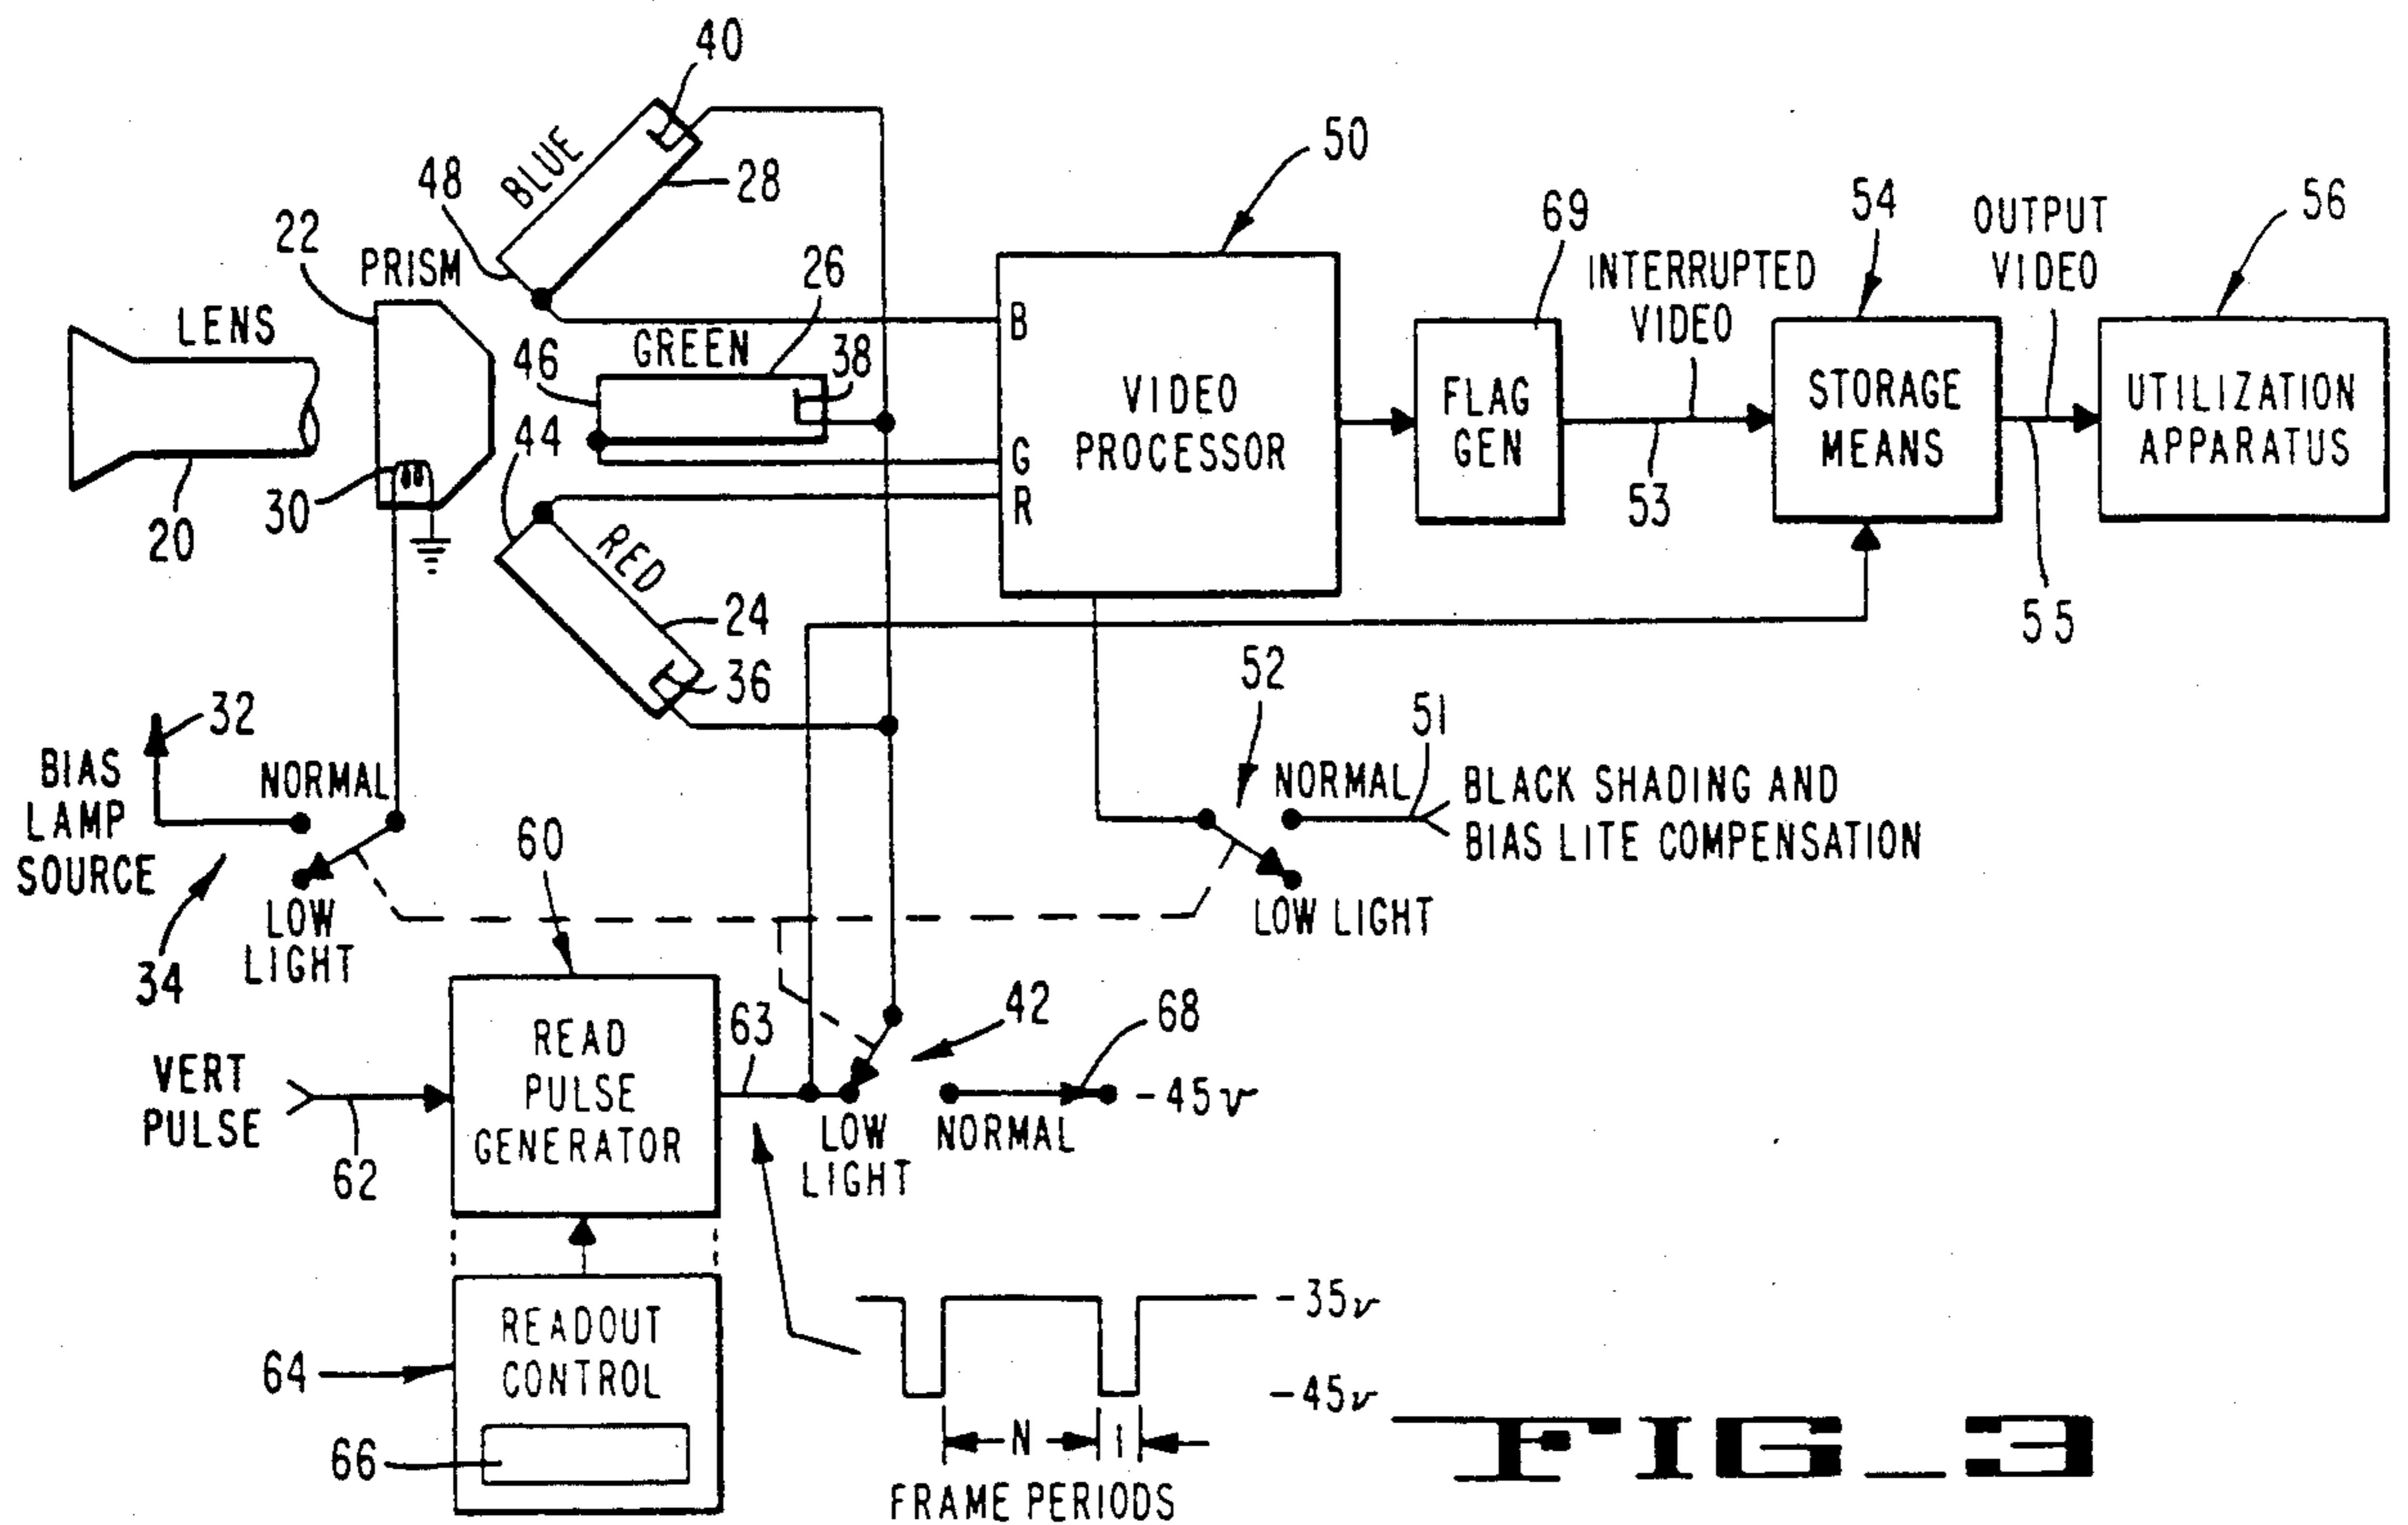 40
BLUE
28
48
50
22
PRISM
26
69
54
OUTPUT
VIDEO
56
INTERRUPTED
VIDEO
LENS
46
GREEN
38
B
VIDEO
PROCESSOR
FLAG
GEN
STORAGE
MEANS
UTILIZATION
APPARATUS
44
G
R
30
20
RED
53
55
24
36
52
51
32
BIAS
LAMP
SOURCE
NORMAL
NORMAL
BLACK SHADING AND
BIAS LITE COMPENSATION
60
LOW
LIGHT
LOW LIGHT
34
42
68
63
READ
PULSE
GENERATOR
VERT
PULSE
62
-45v
LOW
LIGHT
NORMAL
READOUT
CONTROL
64
66
-35v
-45v
N
1
FRAME PERIODS
FIG_3